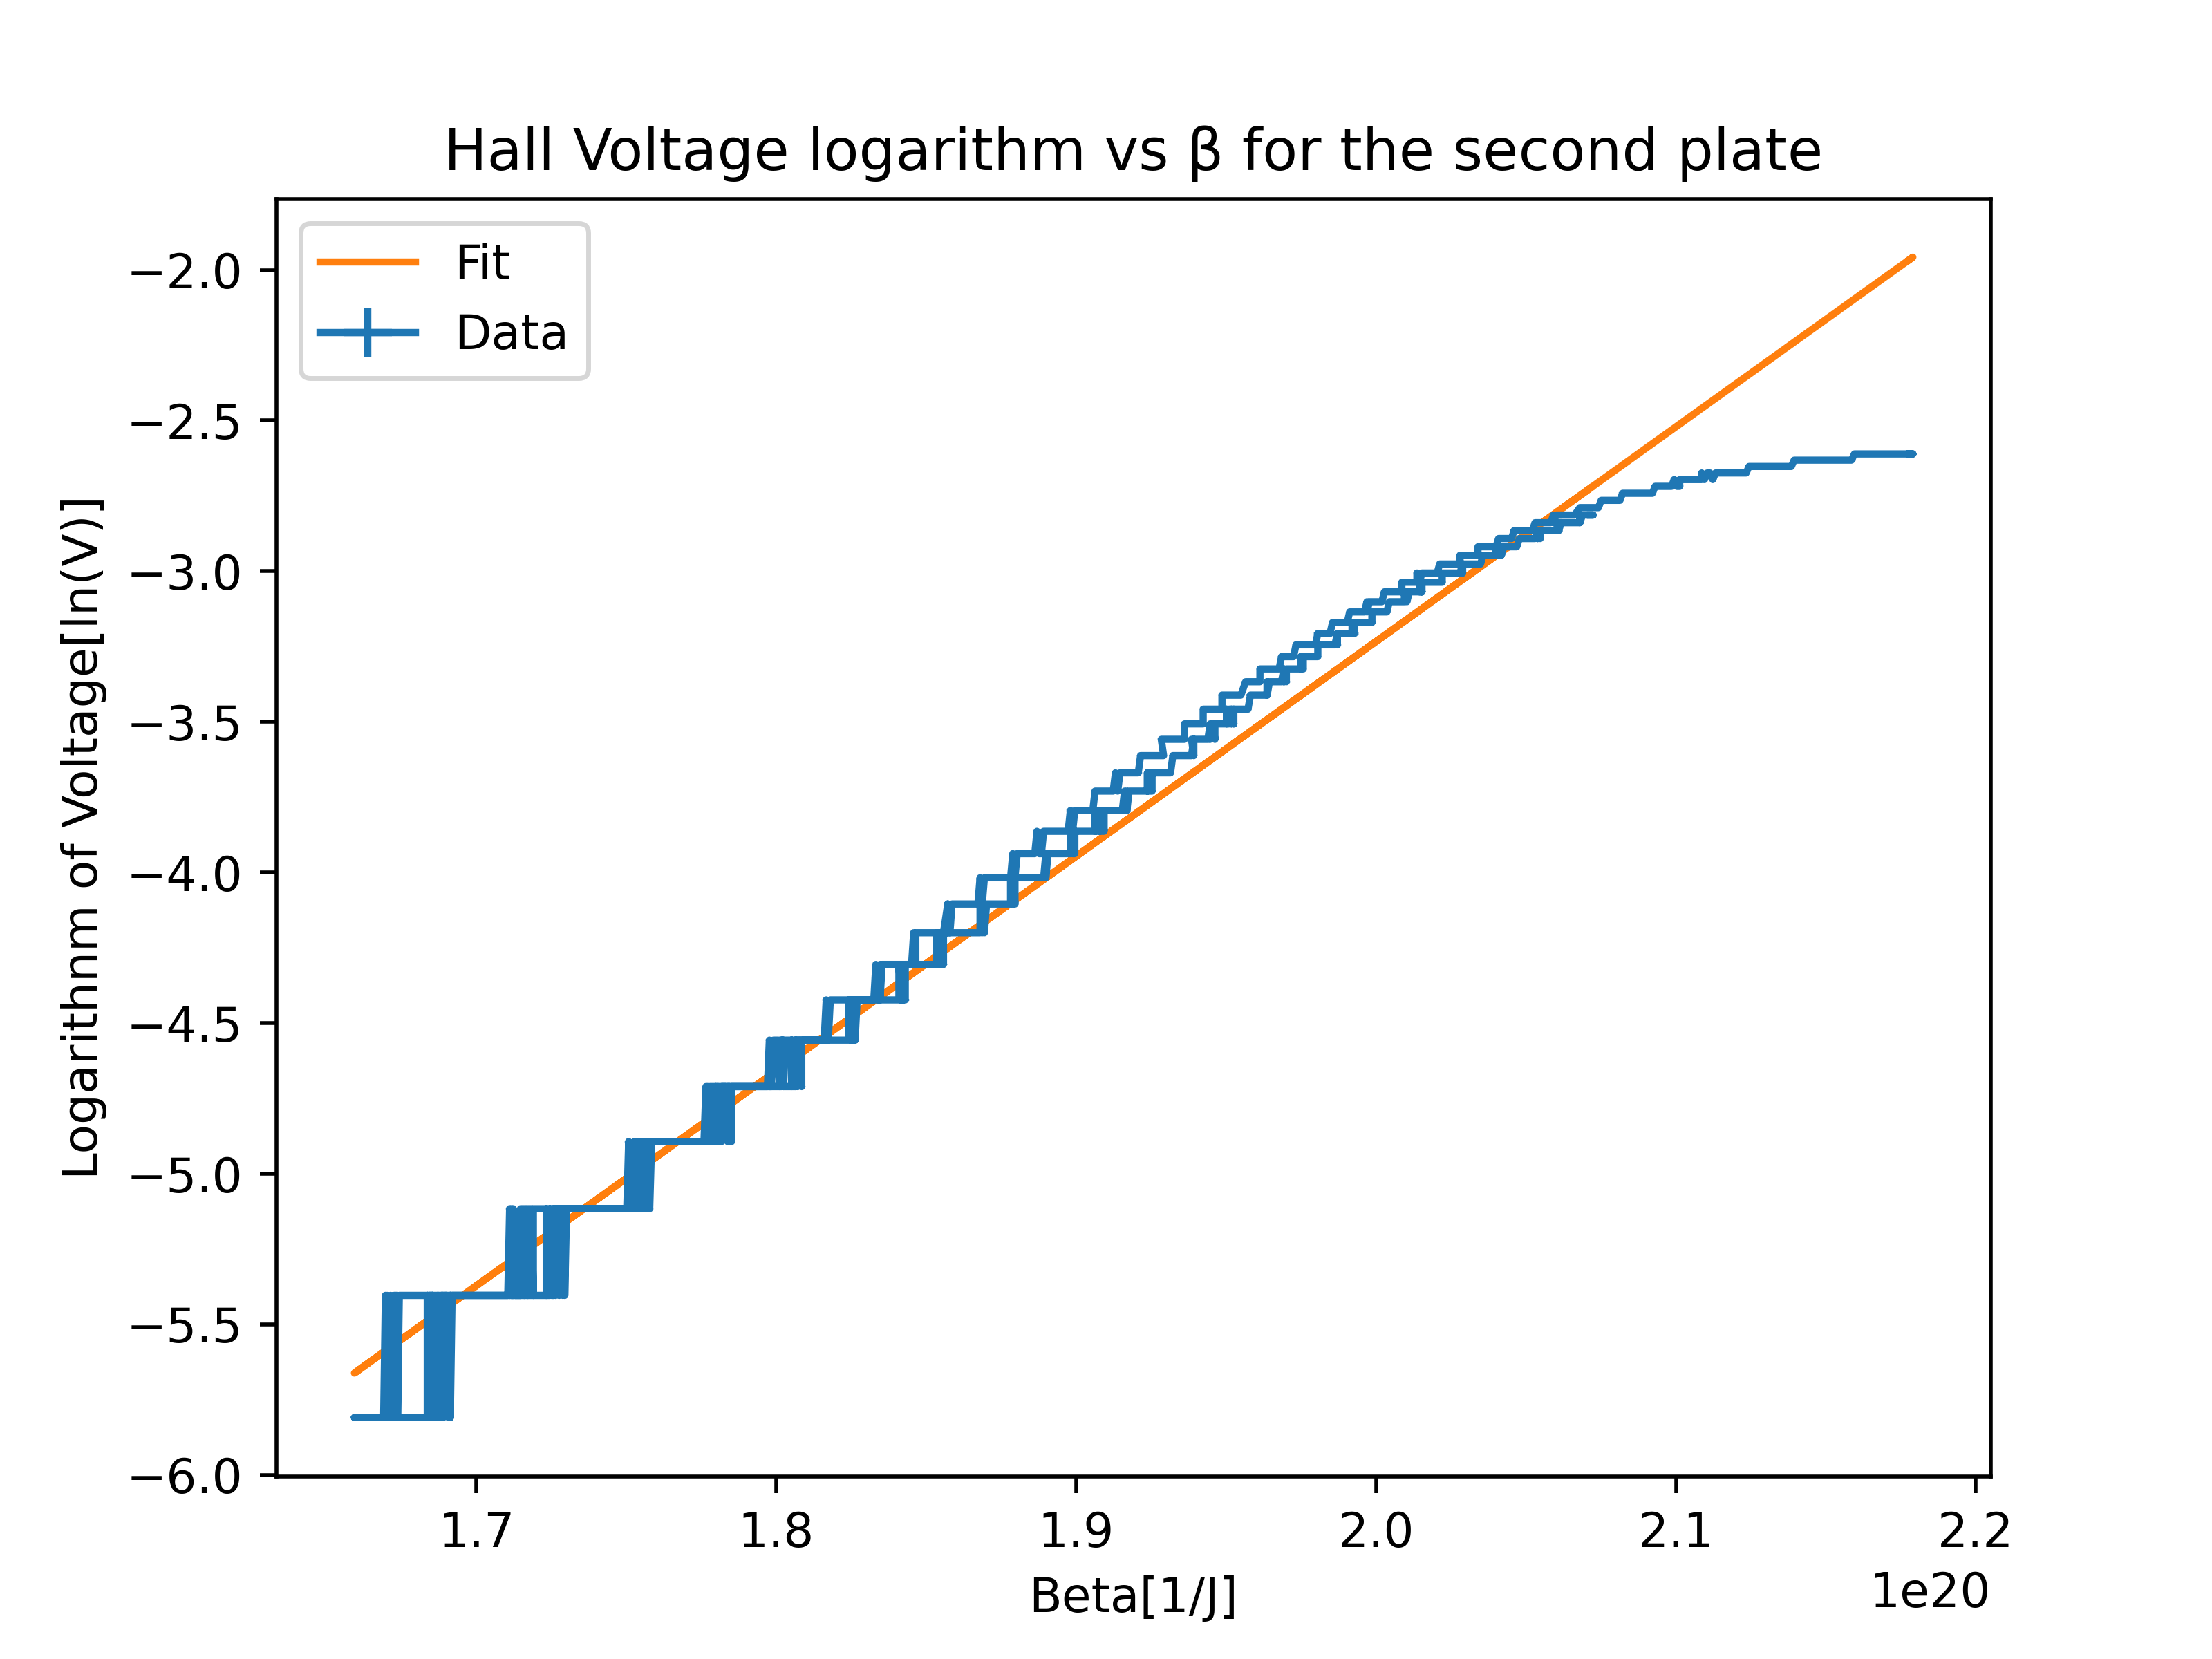 Hall Voltage logarithm vs β for the second plate
Fit
Data
−2.0
−2.5
−3.0
−3.5
−4.0
−4.5
−5.0
−5.5
−6.0
Logarithnm of Voltage[ln(V)]
1.7 1.8 1.9 2.0 2.1 2.2
1e20
Beta[1/J]